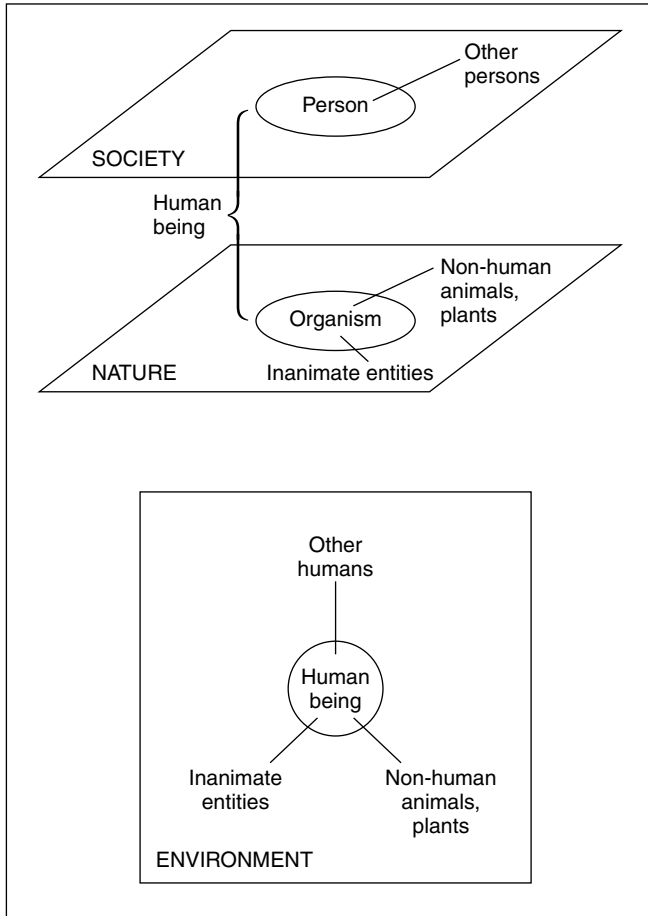 Other
persons
Person
SOCIETY
Human
being
Non-human
animals,
plants
Organism
Inanimate entities
NATURE
Other
humans
Human
being
Inanimate
entities
Non-human
animals,
plants
ENVIRONMENT